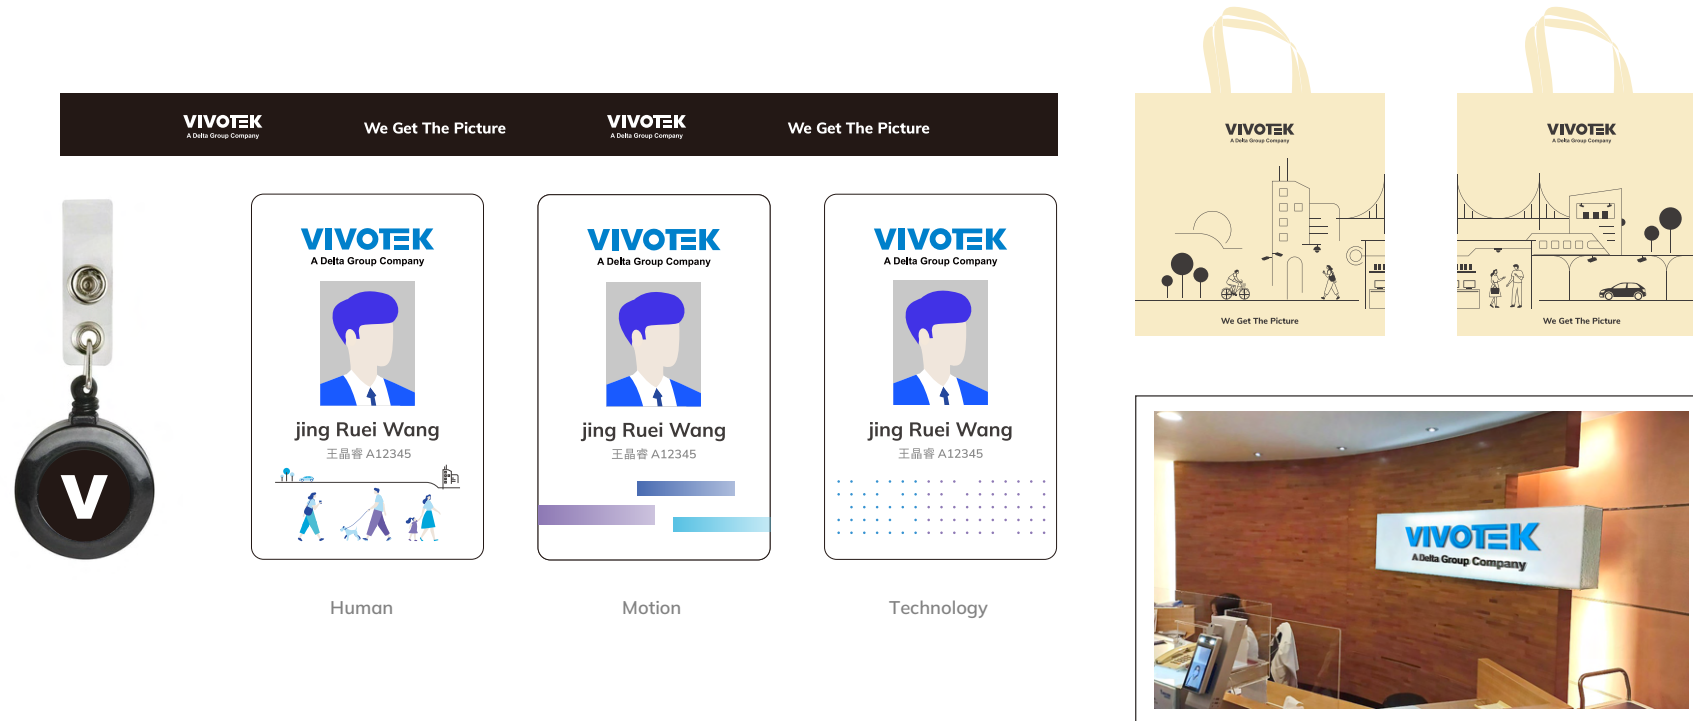 VIVOTEK
A Delta Group Company
We Get The Picture
VIVOTEK
A Delta Group Company
We Get The Picture
V
VIVOTEK
A Delta Group Company
jing Ruei Wang
王晶睿 A12345
Human
VIVOTEK
A Delta Group Company
jing Ruei Wang
王晶睿 A12345
Motion
VIVOTEK
A Delta Group Company
jing Ruei Wang
王晶睿 A12345
Technology
VIVOTEK
A Delta Group Company
We Get The Picture
VIVOTEK
A Delta Group Company
We Get The Picture
VIVOTEK
A Delta Group Company